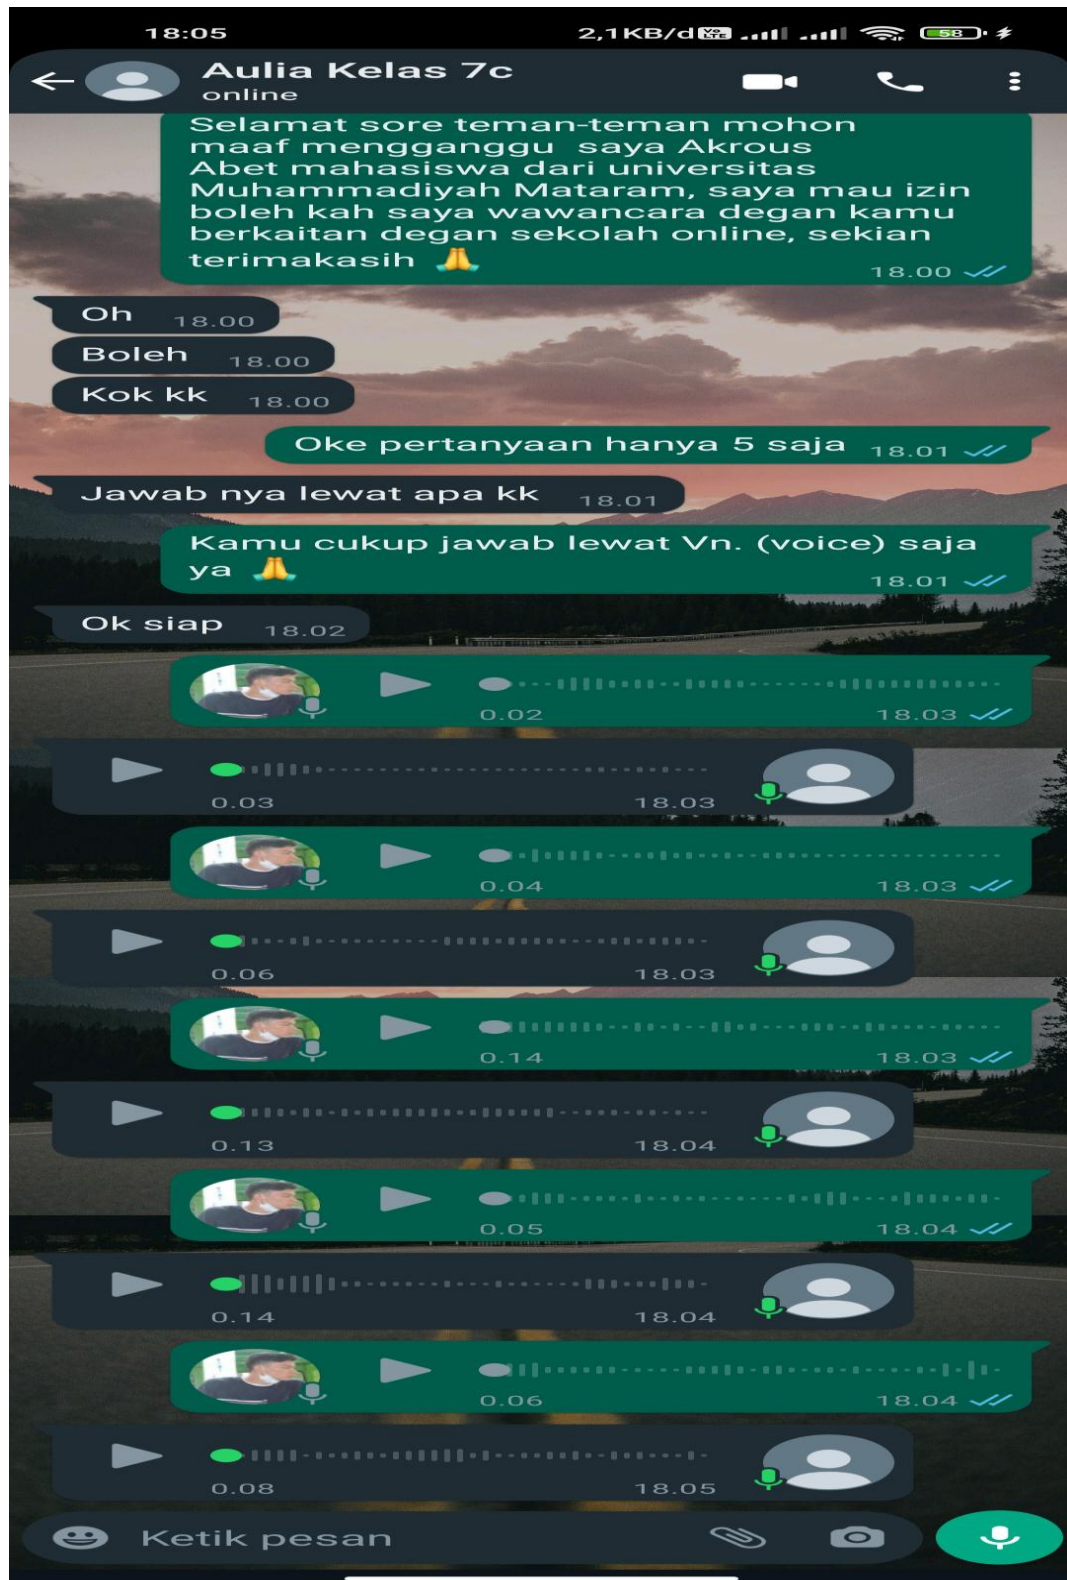 18:05 2,1KB/d Vo LTE 58
Aulia Kelas 7c
online
Selamat sore teman-teman mohon
maaf mengganggu saya Akrous
Abet mahasiswa dari universitas
Muhammadiyah Mataram, saya mau izin
boleh kah saya wawancara degan kamu
berkaitan degan sekolah online, sekian
terimakasih 🙏
18.00
Oh 18.00
Boleh 18.00
Kok kk 18.00
Oke pertanyaan hanya 5 saja 18.01
Jawab nya lewat apa kk 18.01
Kamu cukup jawab lewat Vn. (voice) saja
ya 🙏
18.01
Ok siap 18.02
0.02 18.03
0.03 18.03
0.04 18.03
0.06 18.03
0.14 18.03
0.13 18.04
0.05 18.04
0.14 18.04
0.06 18.04
0.08 18.05
Ketik pesan